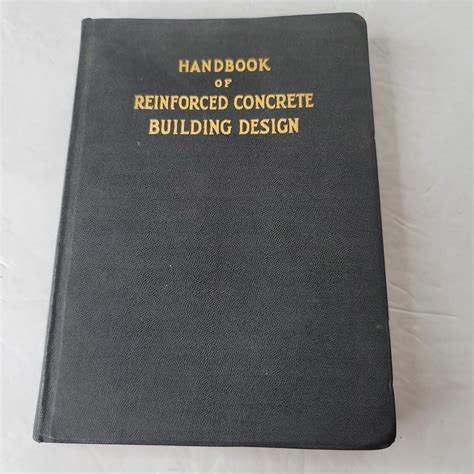 HANDBOOK
OF
REINFORCED CONCRETE
BUILDING DESIGN